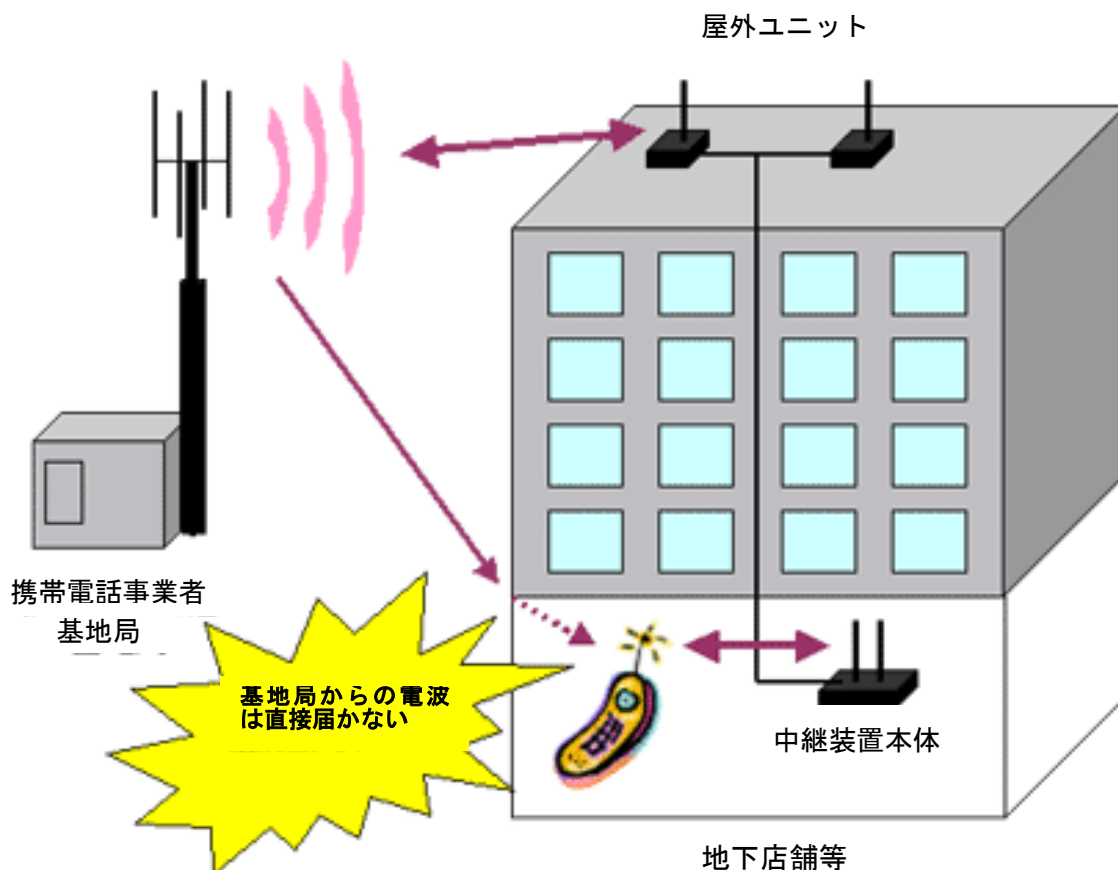 屋外ユニット
携帯電話事業者
基地局
基地局からの電波
は直接届かない
中継装置本体
地下店舗等